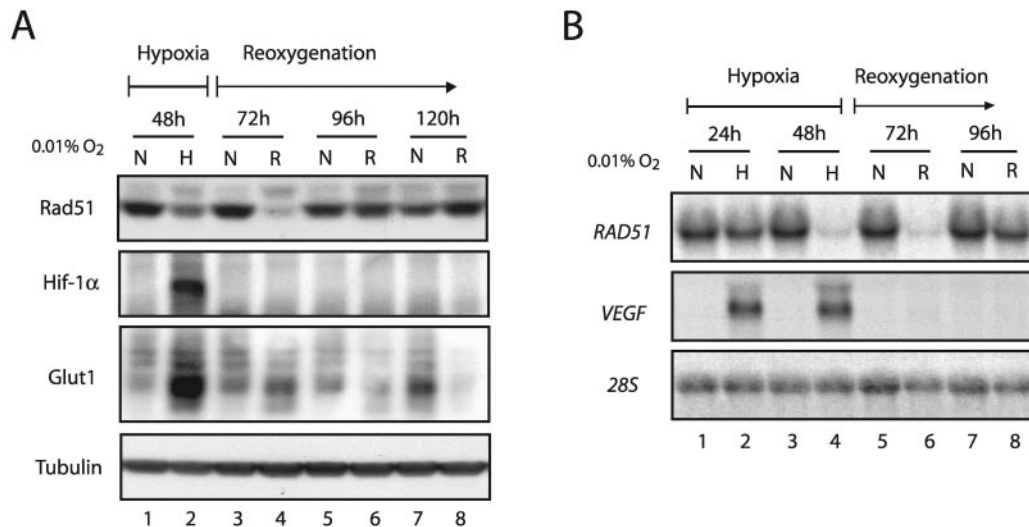 A
Hypoxia Reoxygenation
48h 72h 96h 120h
0.01% O₂ N H N R N R N R
Rad51
Hif-1α
Glut1
Tubulin
1 2 3 4 5 6 7 8
B
Hypoxia Reoxygenation
24h 48h 72h 96h
0.01% O₂ N H N H N R N R
RAD51
VEGF
28S
1 2 3 4 5 6 7 8